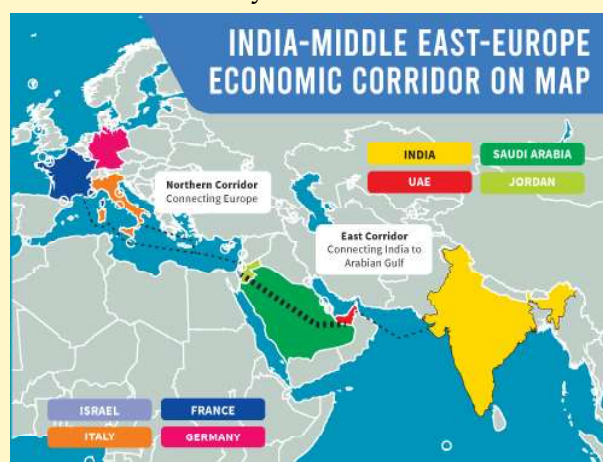 INDIA-MIDDLE EAST-EUROPE
ECONOMIC CORRIDOR ON MAP
INDIA
SAUDI ARABIA
UAE
JORDAN
Northern Corridor
Connecting Europe
East Corridor
Connecting India to
Arabian Gulf
ISRAEL
FRANCE
ITALY
GERMANY